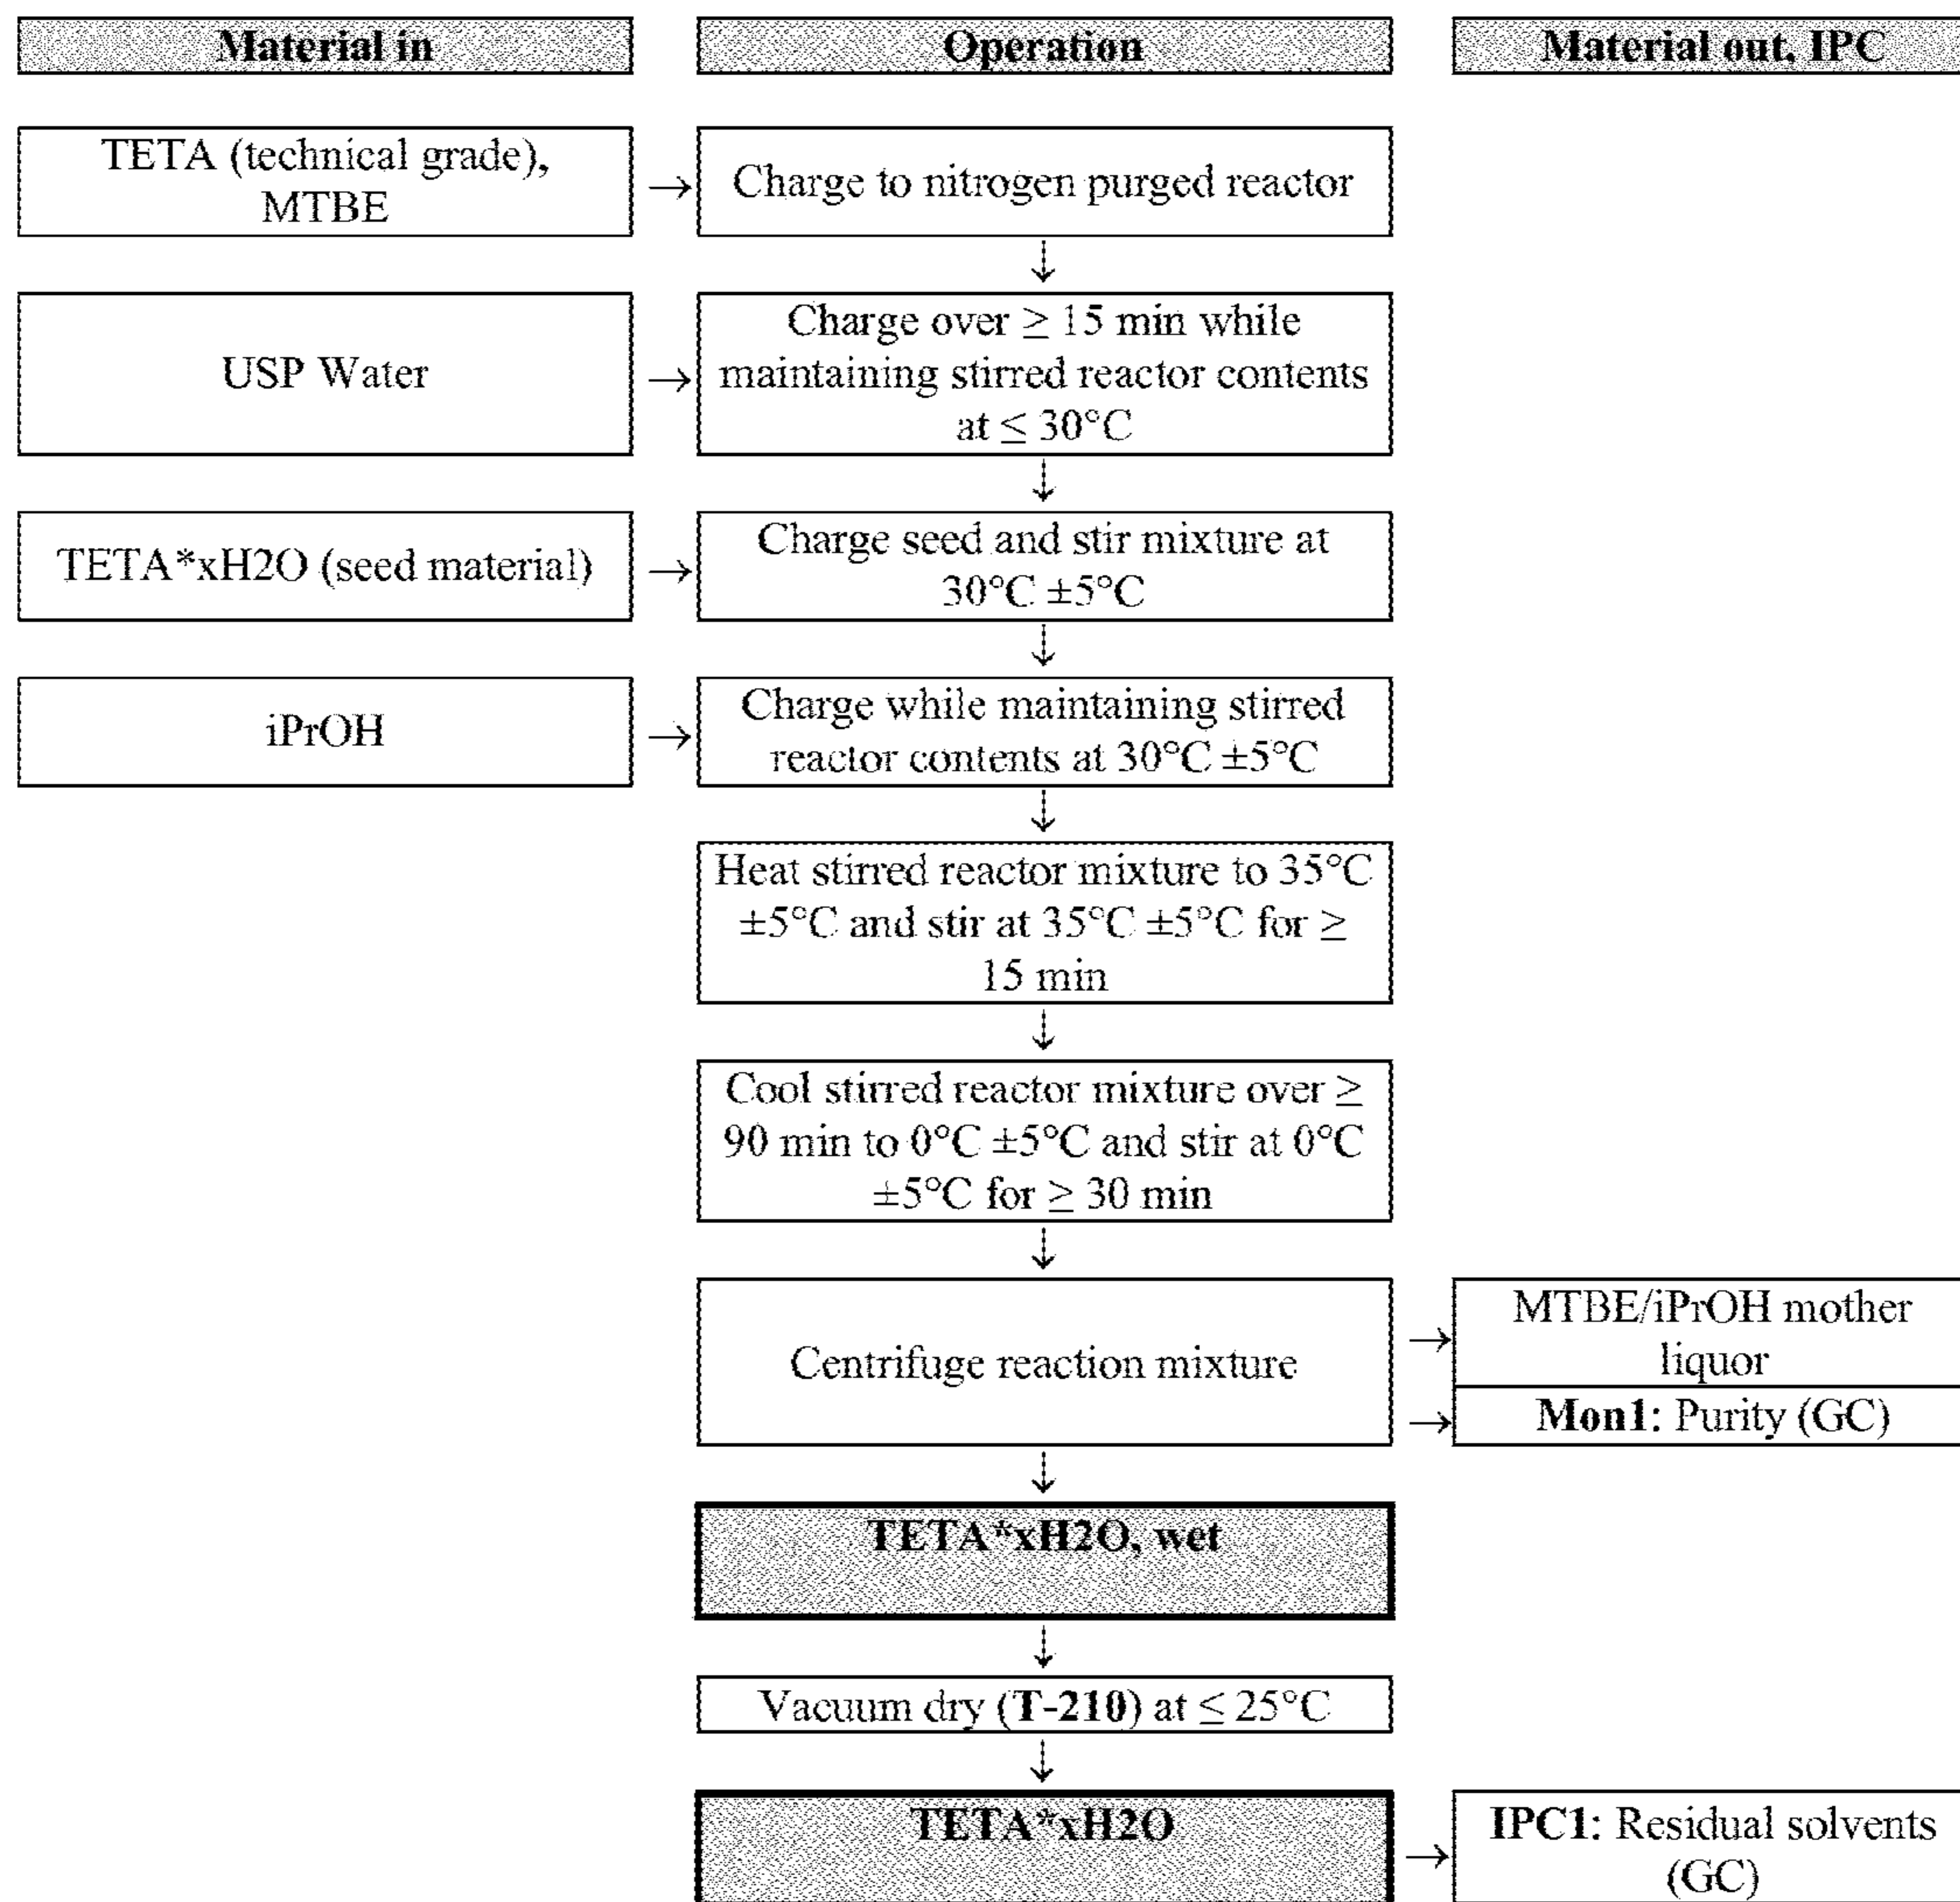 Material in
Operation
Material out, IPC
TETA (technical grade),
MTBE
→
Charge to nitrogen purged reactor
↓
USP Water
→
Charge over ≥ 15 min while
maintaining stirred reactor contents
at ≤ 30°C
↓
TETA*xH2O (seed material)
→
Charge seed and stir mixture at
30°C ±5°C
↓
iPrOH
→
Charge while maintaining stirred
reactor contents at 30°C ±5°C
↓
Heat stirred reactor mixture to 35°C
±5°C and stir at 35°C ±5°C for ≥
15 min
↓
Cool stirred reactor mixture over ≥
90 min to 0°C ±5°C and stir at 0°C
±5°C for ≥ 30 min
↓
Centrifuge reaction mixture
→
MTBE/iPrOH mother
liquor
→
Mon1: Purity (GC)
↓
TETA*xH2O, wet
↓
Vacuum dry (T-210) at ≤ 25°C
↓
TETA*xH2O
→
IPC1: Residual solvents
(GC)